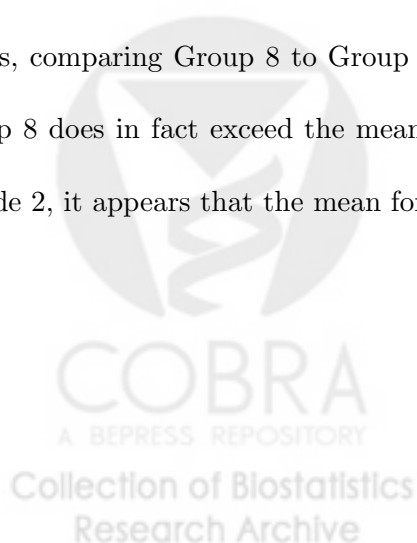 s, comparing Group 8 to Group
p 8 does in fact exceed the mean
de 2, it appears that the mean for
COBRA
A BEPRESS REPOSITORY
Collection of Biostatistics
Research Archive